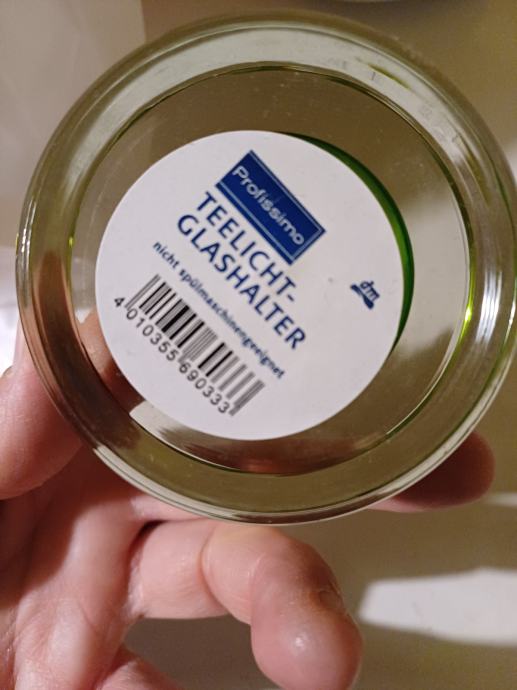 Profissimo
TEELICHT-
GLASHALTER
nicht spülmaschinengeeignet
4 010355 690333
dm